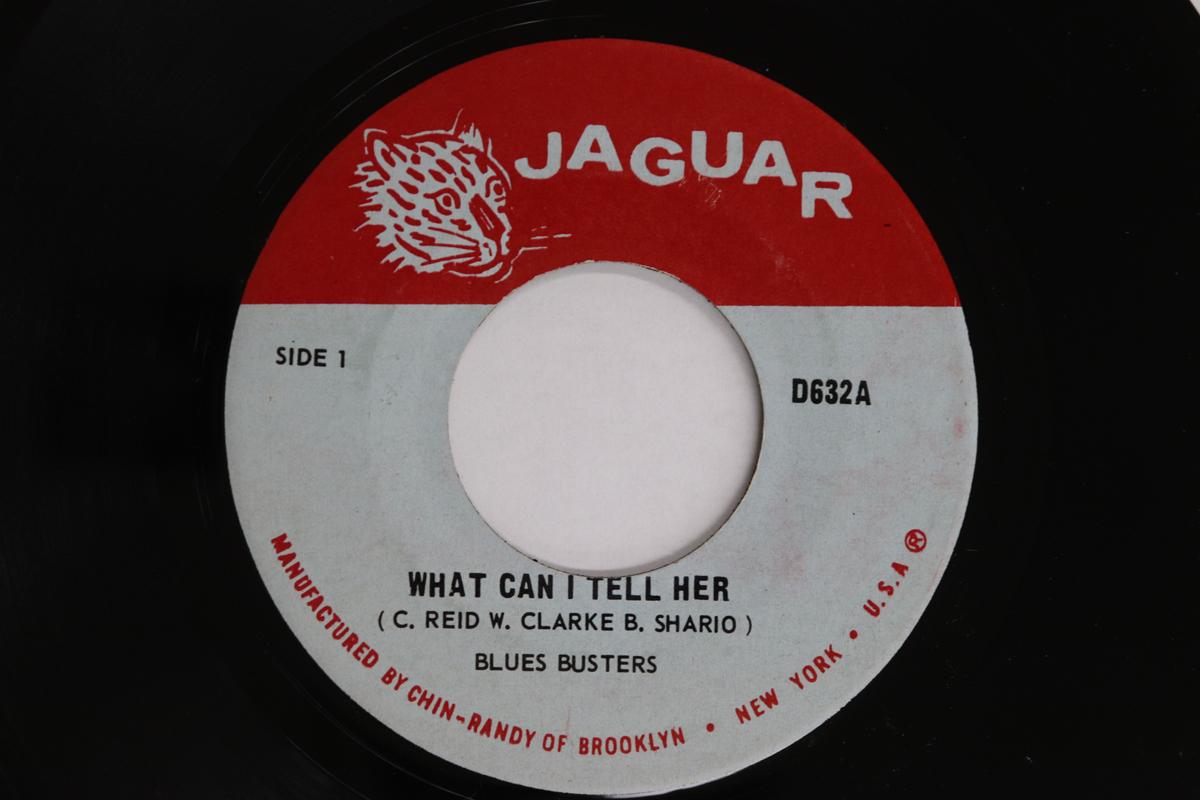 JAGUAR
SIDE 1
D632A
WHAT CAN I TELL HER
( C. REID W. CLARKE B. SHARIO )
BLUES BUSTERS
MANUFACTURED BY CHIN-RANDY OF BROOKLYN • NEW YORK • U.S.A ®